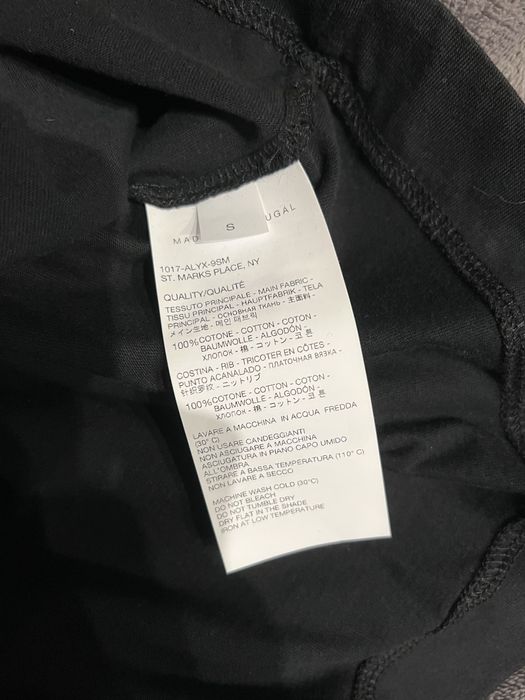 S
MAD UGAL
1017-ALYX-9SM
ST. MARKS PLACE, NY
QUALITY/QUALITÉ
TESSUTO PRINCIPALE - MAIN FABRIC -
TISSU PRINCIPAL - HAUPTFABRIK - TELA
PRINCIPAL - ОСНОВНАЯ ТКАНЬ - 主面料 -
メイン生地 - 메인 패브릭
100%COTONE - COTTON - COTON -
BAUMWOLLE - ALGODÓN -
ХЛОПОК - 棉 - コットン - 코 튼
COSTINA - RIB - TRICOTER EN CÔTES -
PUNTO ACANALADO - ПЛАТОЧНАЯ ВЯЗКА -
针织罗纹 - ニットリブ
100%COTONE - COTTON - COTON -
BAUMWOLLE - ALGODÓN -
ХЛОПОК - 棉 - コットン - 코 튼
LAVARE A MACCHINA IN ACQUA FREDDA
(30° C)
NON USARE CANDEGGIANTI
NON ASCIUGARE A MACCHINA
ASCIUGATURA IN PIANO CAPO UMIDO
ALL'OMBRA
STIRARE A BASSA TEMPERATURA (110° C)
NON LAVARE A SECCO
MACHINE WASH COLD (30°C)
DO NOT BLEACH
DO NOT TUMBLE DRY
DRY FLAT IN THE SHADE
IRON AT LOW TEMPERATURE